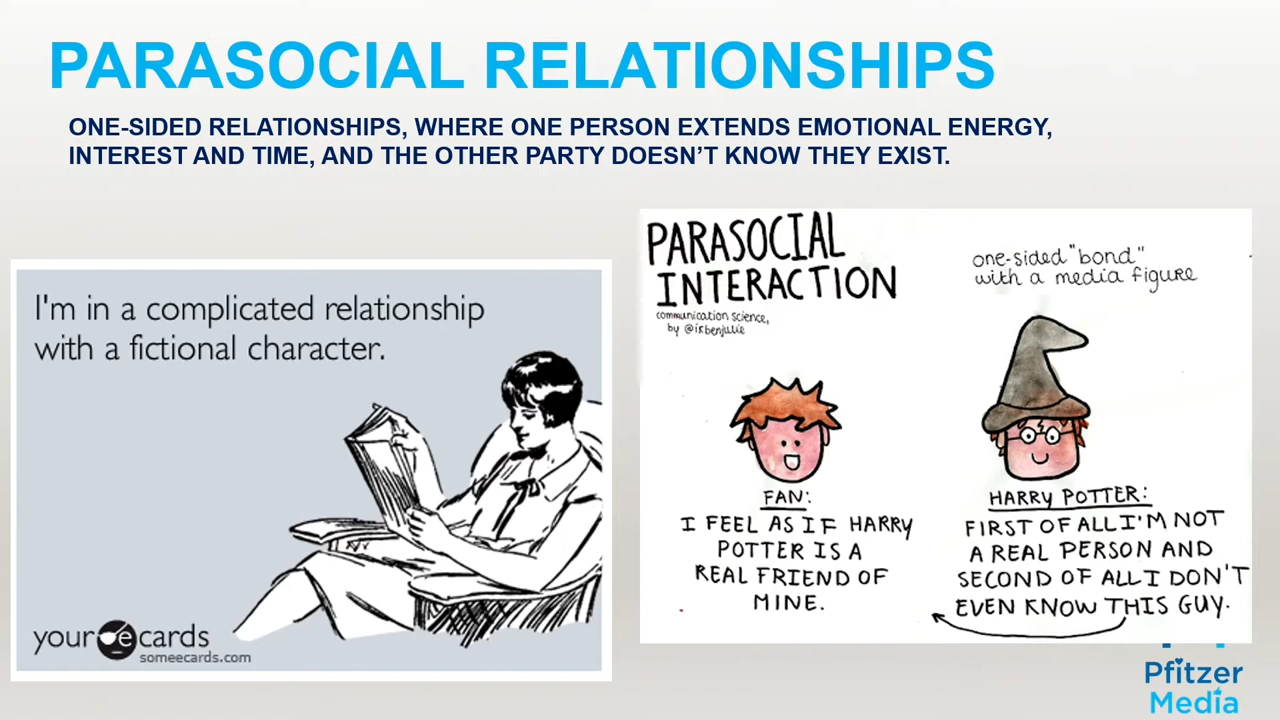 PARASOCIAL RELATIONSHIPS
ONE-SIDED RELATIONSHIPS, WHERE ONE PERSON EXTENDS EMOTIONAL ENERGY,
INTEREST AND TIME, AND THE OTHER PARTY DOESN'T KNOW THEY EXIST.
I'm in a complicated relationship
with a fictional character.
your e cards
someecards.com
PARASOCIAL
INTERACTION
communication science,
by @isbenjulie
one-sided "bond"
with a media figure
FAN:
I FEEL AS IF HARRY
POTTER IS A
REAL FRIEND OF
MINE.
HARRY POTTER:
FIRST OF ALL I'M NOT
A REAL PERSON AND
SECOND OF ALL I DON'T
EVEN KNOW THIS GUY.
Pfitzer
Media